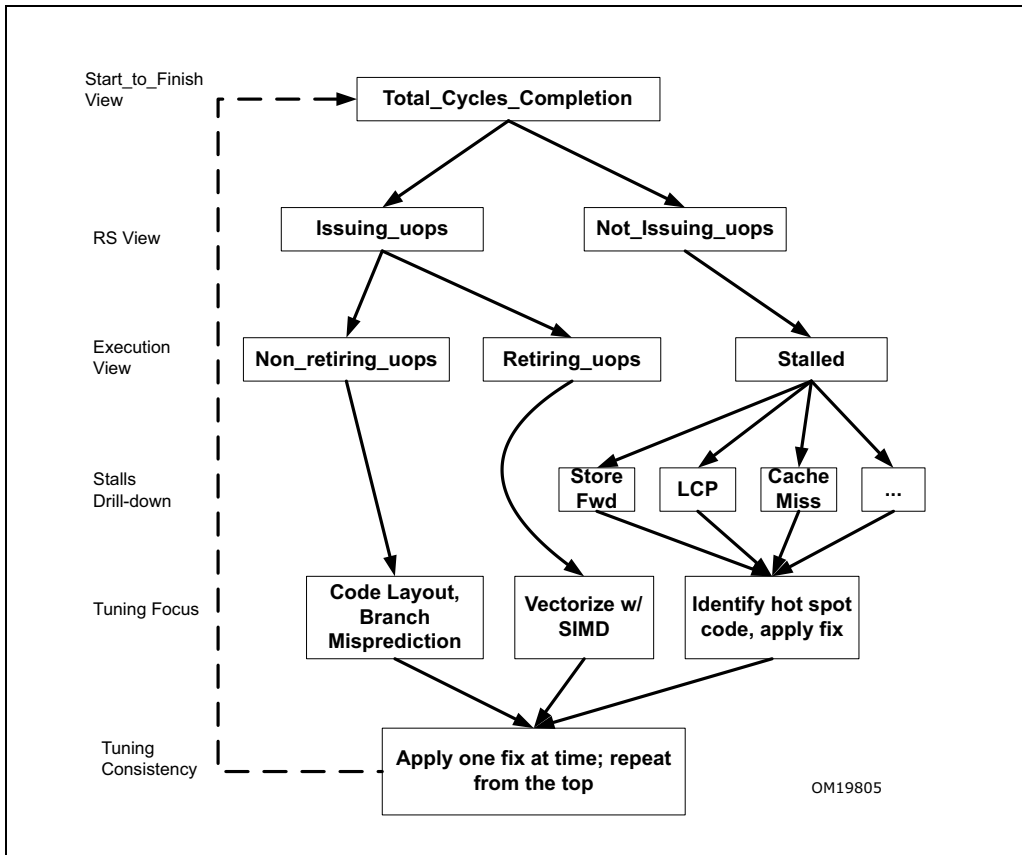 Start_to_Finish
View
Total_Cycles_Completion
RS View
Issuing_uops
Not_Issuing_uops
Execution
View
Non_retiring_uops
Retiring_uops
Stalled
Stalls
Drill-down
Store
Fwd
LCP
Cache
Miss
...
Tuning Focus
Code Layout,
Branch
Misprediction
Vectorize w/
SIMD
Identify hot spot
code, apply fix
Tuning
Consistency
Apply one fix at time; repeat
from the top
OM19805